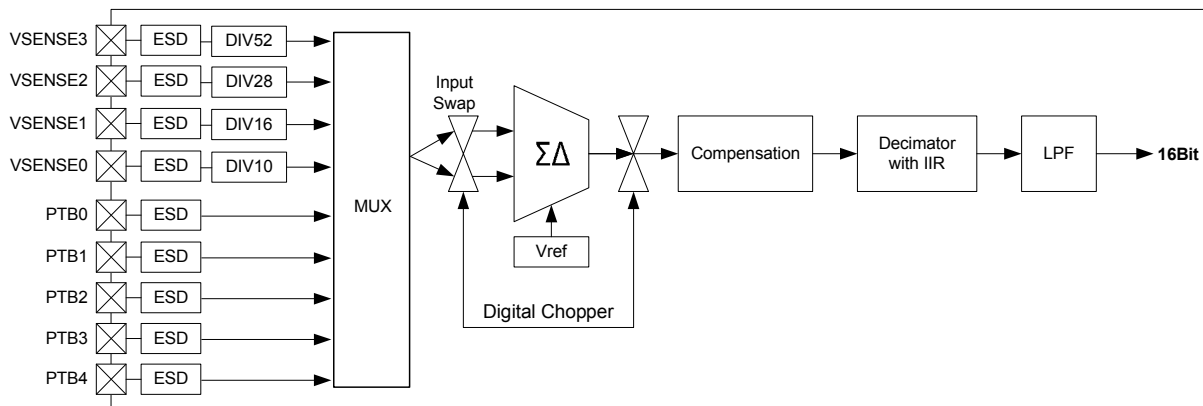 VSENSE3 ESD DIV52
VSENSE2 ESD DIV28
VSENSE1 ESD DIV16
VSENSE0 ESD DIV10
PTB0 ESD
PTB1 ESD
PTB2 ESD
PTB3 ESD
PTB4 ESD
MUX
Input
Swap
ΣΔ
Vref
Digital Chopper
Compensation
Decimator
with IIR
LPF
16Bit